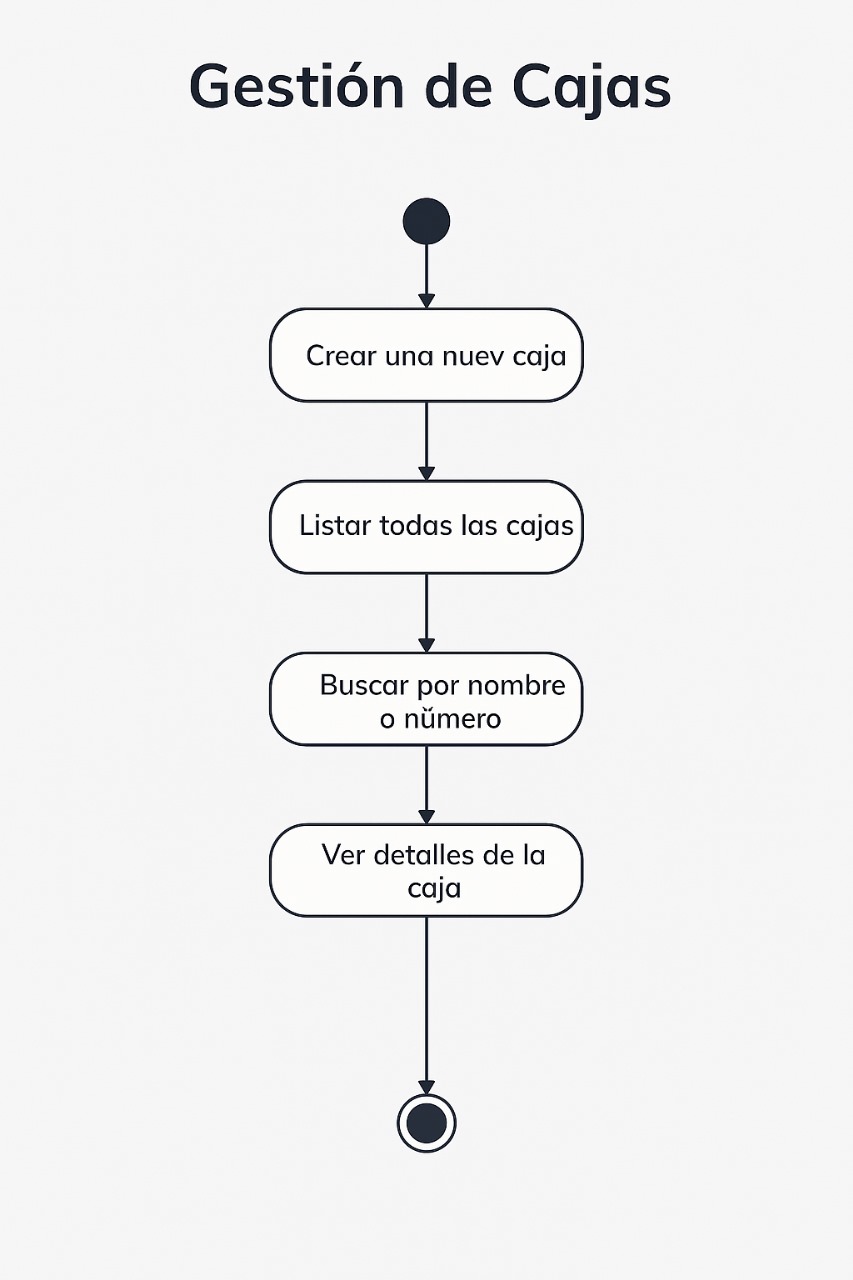 Gestión de Cajas
Crear una nuev caja
Listar todas las cajas
Buscar por nombre
o nŭmero
Ver detalles de la
caja